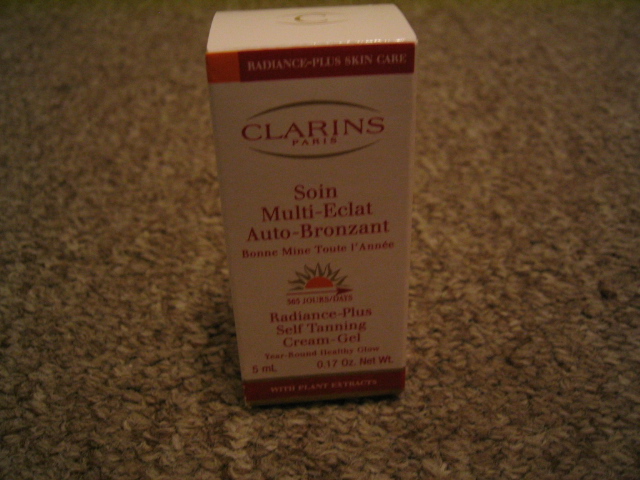 C
RADIANCE-PLUS SKIN CARE
CLARINS
PARIS
Soin
Multi-Eclat
Auto-Bronzant
Bonne Mine Toute l'Année
365 JOURS/DAYS
Radiance-Plus
Self Tanning
Cream-Gel
Year-Round Healthy Glow
5 mL 0.17 Oz. Net Wt.
WITH PLANT EXTRACTS